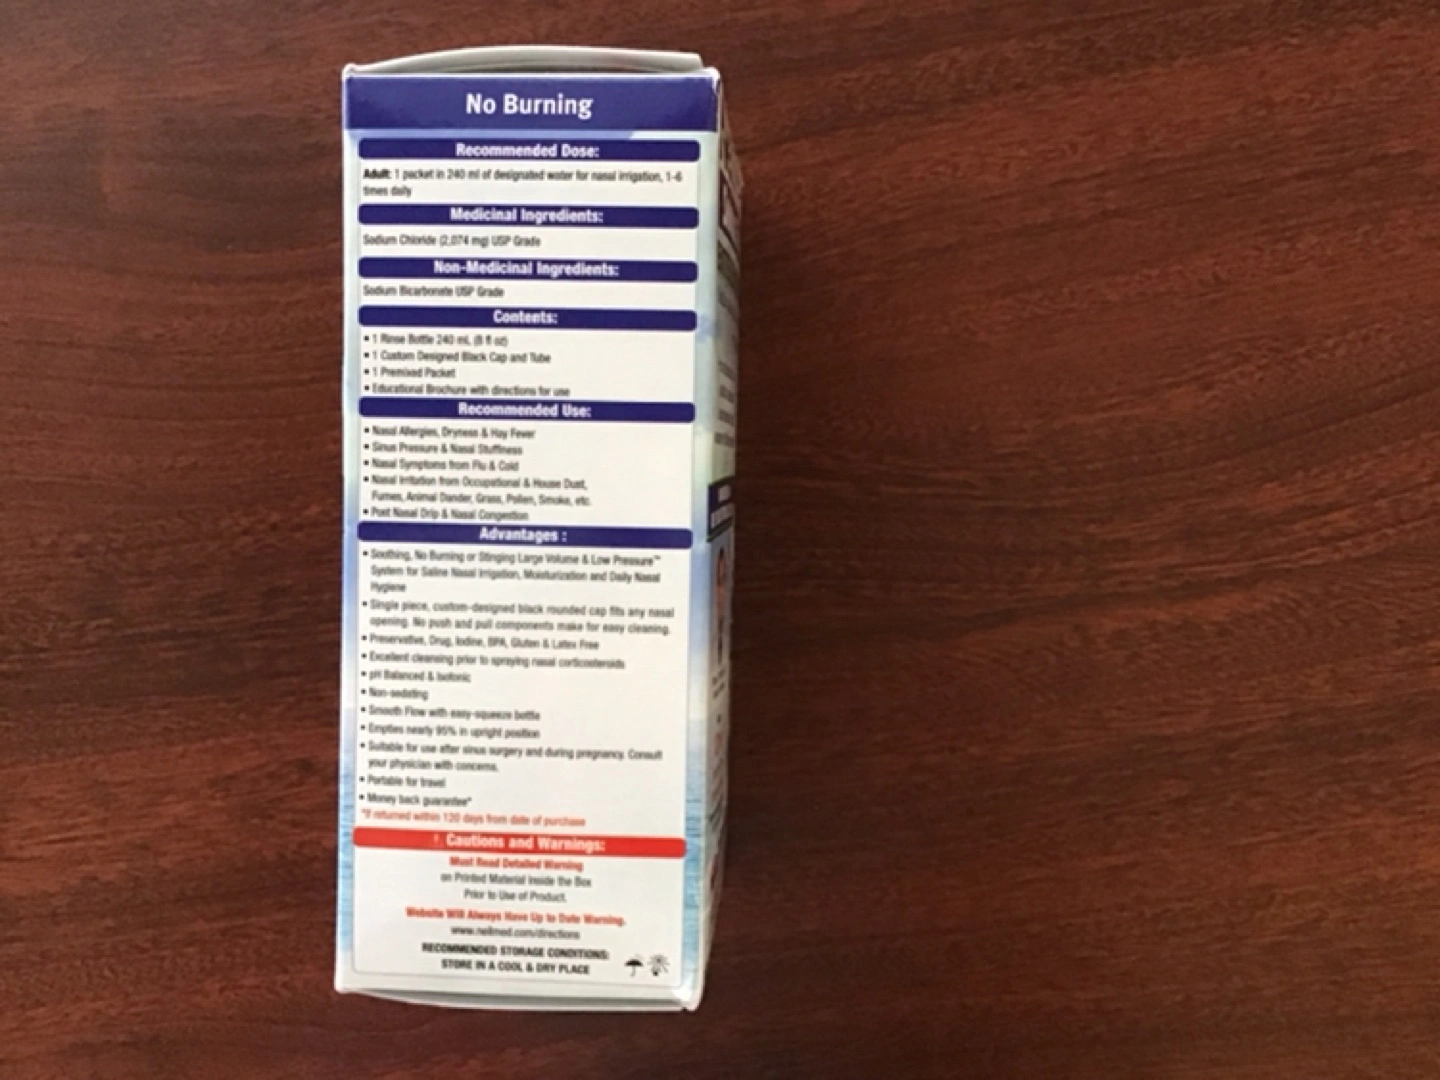 No Burning
Recommended Dose:
Adult: 1 packet in 240 ml of designated water for nasal irrigation, 1-6
times daily
Medicinal Ingredients:
Sodium Chloride (2,074 mg) USP Grade
Non-Medicinal Ingredients:
Sodium Bicarbonate USP Grade
Contents:
• 1 Rinse Bottle 240 mL (8 fl oz)
• 1 Custom Designed Black Cap and Tube
• 1 Premixed Packet
• Educational Brochure with directions for use
Recommended Use:
• Nasal Allergies, Dryness & Hay Fever
• Sinus Pressure & Nasal Stuffiness
• Nasal Symptoms from Flu & Cold
• Nasal Irritation from Occupational & House Dust,
Fumes, Animal Dander, Grass, Pollen, Smoke, etc.
• Post Nasal Drip & Nasal Congestion
Advantages :
• Soothing, No Burning or Stinging Large Volume & Low Pressure™
System for Saline Nasal Irrigation, Moisturization and Daily Nasal
Hygiene
• Single piece, custom-designed black rounded cap fits any nasal
opening. No push and pull components make for easy cleaning.
• Preservative, Drug, Iodine, BPA, Gluten & Latex Free
• Excellent cleansing prior to spraying nasal corticosteroids
• pH Balanced & Isotonic
• Non-sedating
• Smooth Flow with easy-squeeze bottle
• Empties nearly 95% in upright position
• Suitable for use after sinus surgery and during pregnancy. Consult
your physician with concerns.
• Portable for travel
• Money back guarantee*
*If returned within 120 days from date of purchase
! Cautions and Warnings:
Must Read Detailed Warning
on Printed Material Inside the Box
Prior to Use of Product.
Website Will Always Have Up to Date Warning.
www.neilmed.com/directions
RECOMMENDED STORAGE CONDITIONS:
STORE IN A COOL & DRY PLACE